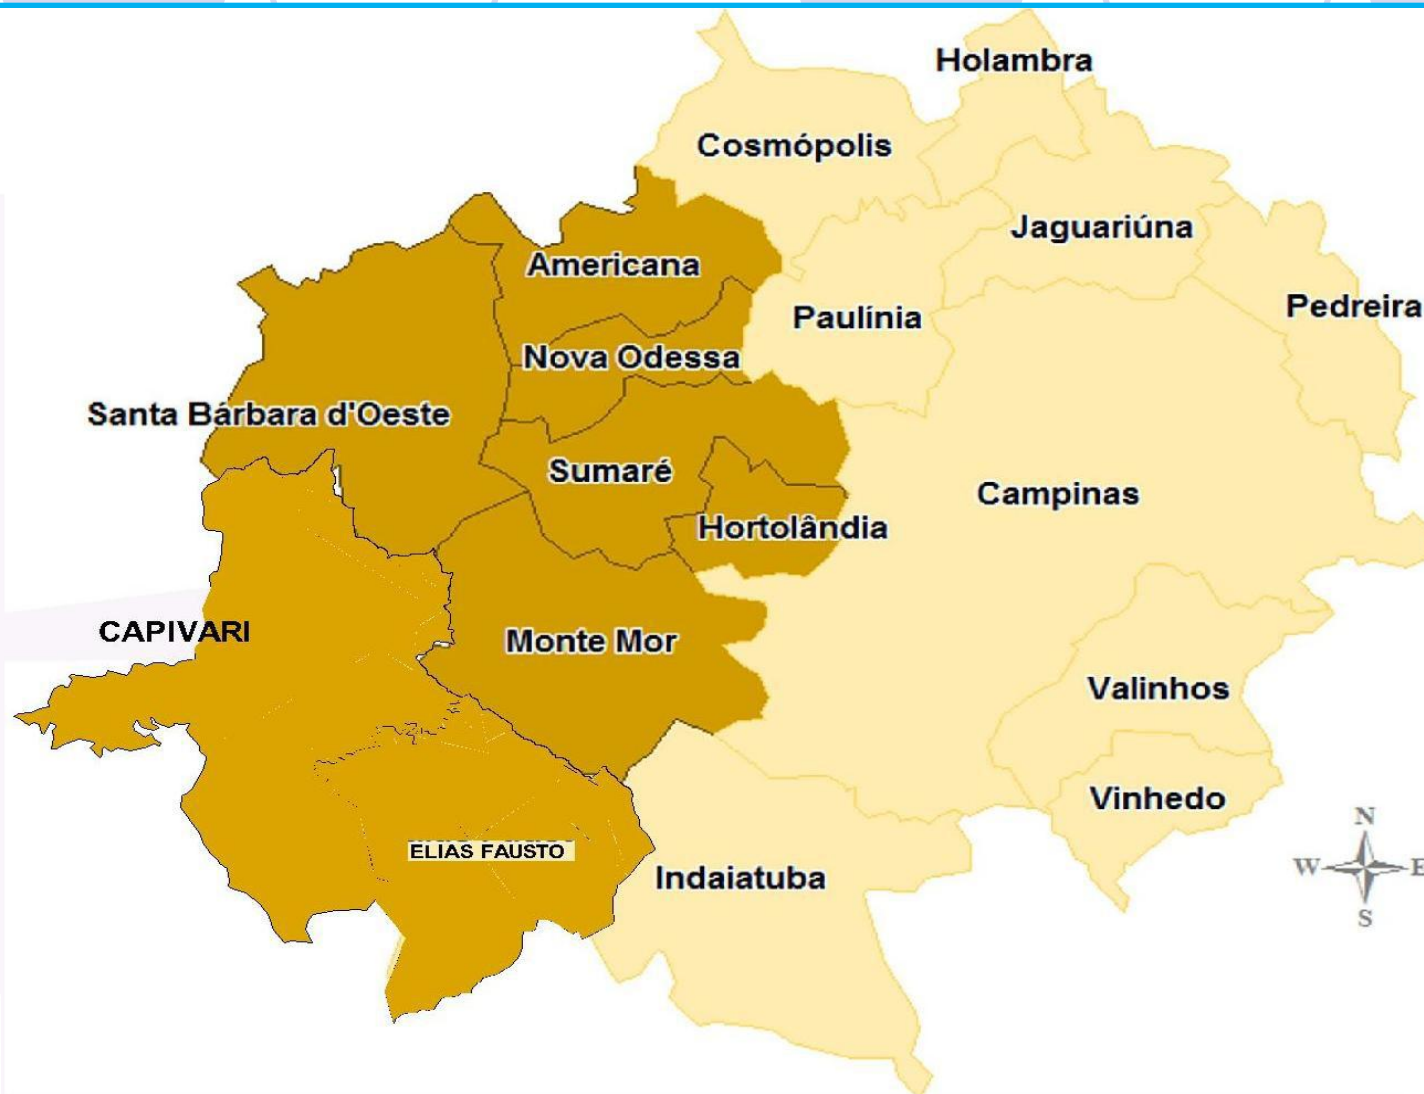 Holambra
Cosmópolis
Jaguariúna
Americana
Pedreira
Paulínia
Nova Odessa
Santa Bárbara d'Oeste
Sumaré
Campinas
Hortolândia
CAPIVARI
Monte Mor
Valinhos
Vinhedo
N
ELIAS FAUSTO
W
E
Indaiatuba
S